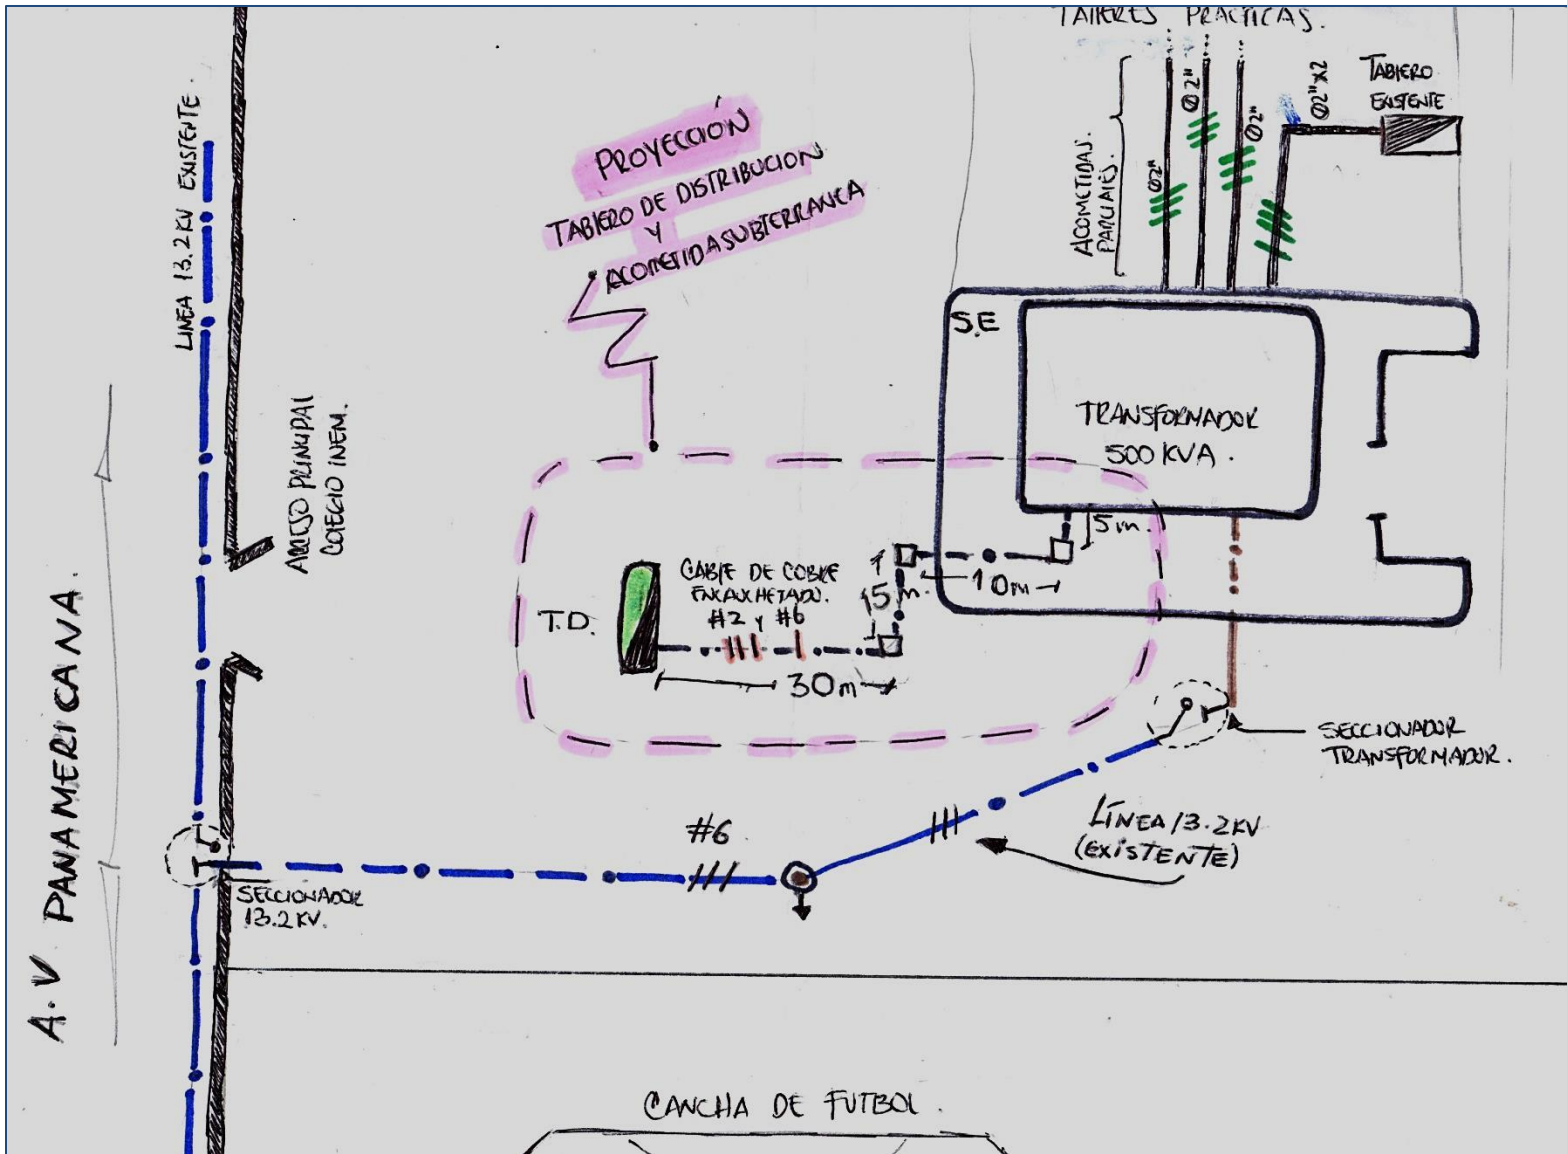 TALLERES PRACTICAS.
LINEA 13.2KV EXISTENTE.
PROYECCIÓN
TABLERO DE DISTRIBUCION
Y
ACOMETIDA SUBTERRANEA
ACOMETIDAS.
PARCIALES.
Ø2"
Ø2"
Ø2"
Ø2"x2
TABLERO
EXISTENTE
S.E
TRANSFORMADOR
500 KVA.
5m.
10m
15m.
ACCESO PRINCIPAL
COLEGIO INEM.
CABLE DE COBRE
ENCAUCHETADO.
#2 y #6
T.D.
30m
A.V PANAMERICANA.
SECCIONADOR
TRANSFORMADOR.
LÍNEA 13.2KV
(EXISTENTE)
#6
SECCIONADOR
13.2 KV.
CANCHA DE FUTBOL.